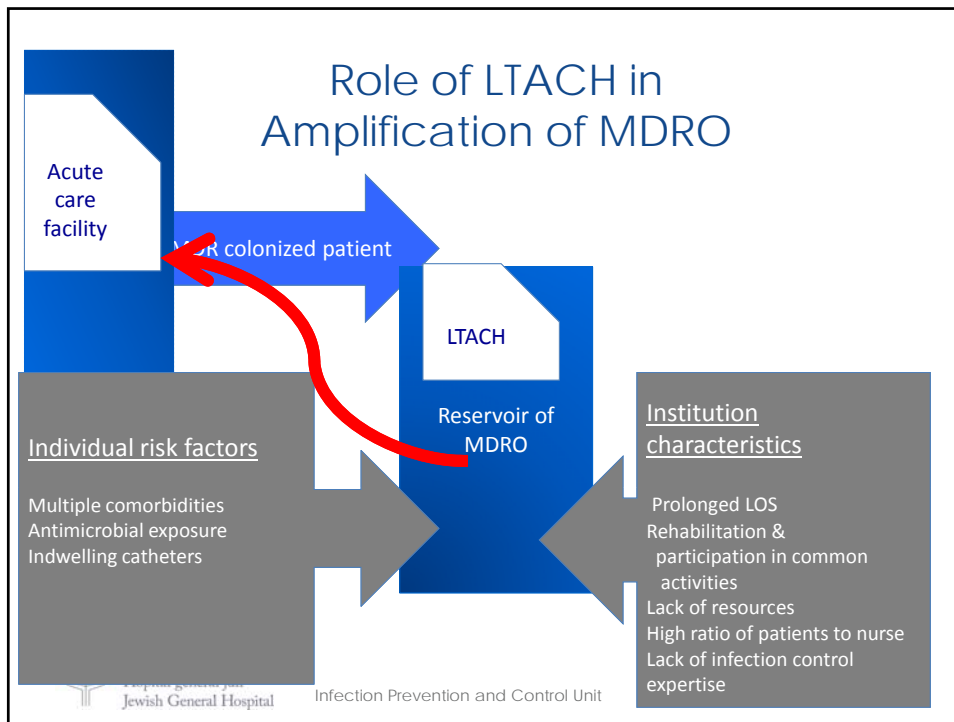 Role of LTACH in
Amplification of MDRO
Acute
care
facility
MDR colonized patient
LTACH
Reservoir of
MDRO
Individual risk factors
Multiple comorbidities
Antimicrobial exposure
Indwelling catheters
Institution
characteristics
Prolonged LOS
Rehabilitation &
participation in common
activities
Lack of resources
High ratio of patients to nurse
Lack of infection control
expertise
Jewish General Hospital
Infection Prevention and Control Unit